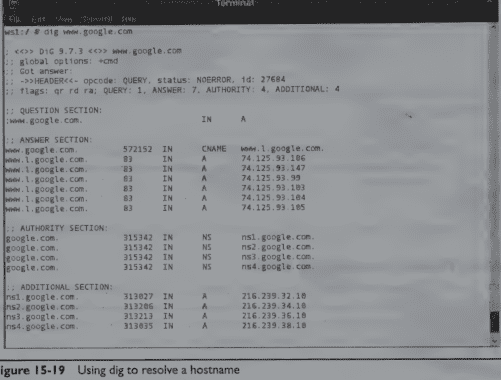 Terminal
File Edit View Terminal Help
ws1:/ # dig www.google.com
; <<>> DiG 9.7.3 <<>> www.google.com
;; global options: +cmd
;; Got answer:
;; ->>HEADER<<- opcode: QUERY, status: NOERROR, id: 27684
;; flags: qr rd ra; QUERY: 1, ANSWER: 7, AUTHORITY: 4, ADDITIONAL: 4
;; QUESTION SECTION:
;www.google.com. IN A
;; ANSWER SECTION:
www.google.com. 572152 IN CNAME www.l.google.com.
www.l.google.com. 83 IN A 74.125.93.106
www.l.google.com. 83 IN A 74.125.93.147
www.l.google.com. 83 IN A 74.125.93.99
www.l.google.com. 83 IN A 74.125.93.103
www.l.google.com. 83 IN A 74.125.93.104
www.l.google.com. 83 IN A 74.125.93.105
;; AUTHORITY SECTION:
google.com. 315342 IN NS ns1.google.com.
google.com. 315342 IN NS ns2.google.com.
google.com. 315342 IN NS ns3.google.com.
google.com. 315342 IN NS ns4.google.com.
;; ADDITIONAL SECTION:
ns1.google.com. 313027 IN A 216.239.32.10
ns2.google.com. 313206 IN A 216.239.34.10
ns3.google.com. 313213 IN A 216.239.36.10
ns4.google.com. 313035 IN A 216.239.38.10
igure 15-19 Using dig to resolve a hostname